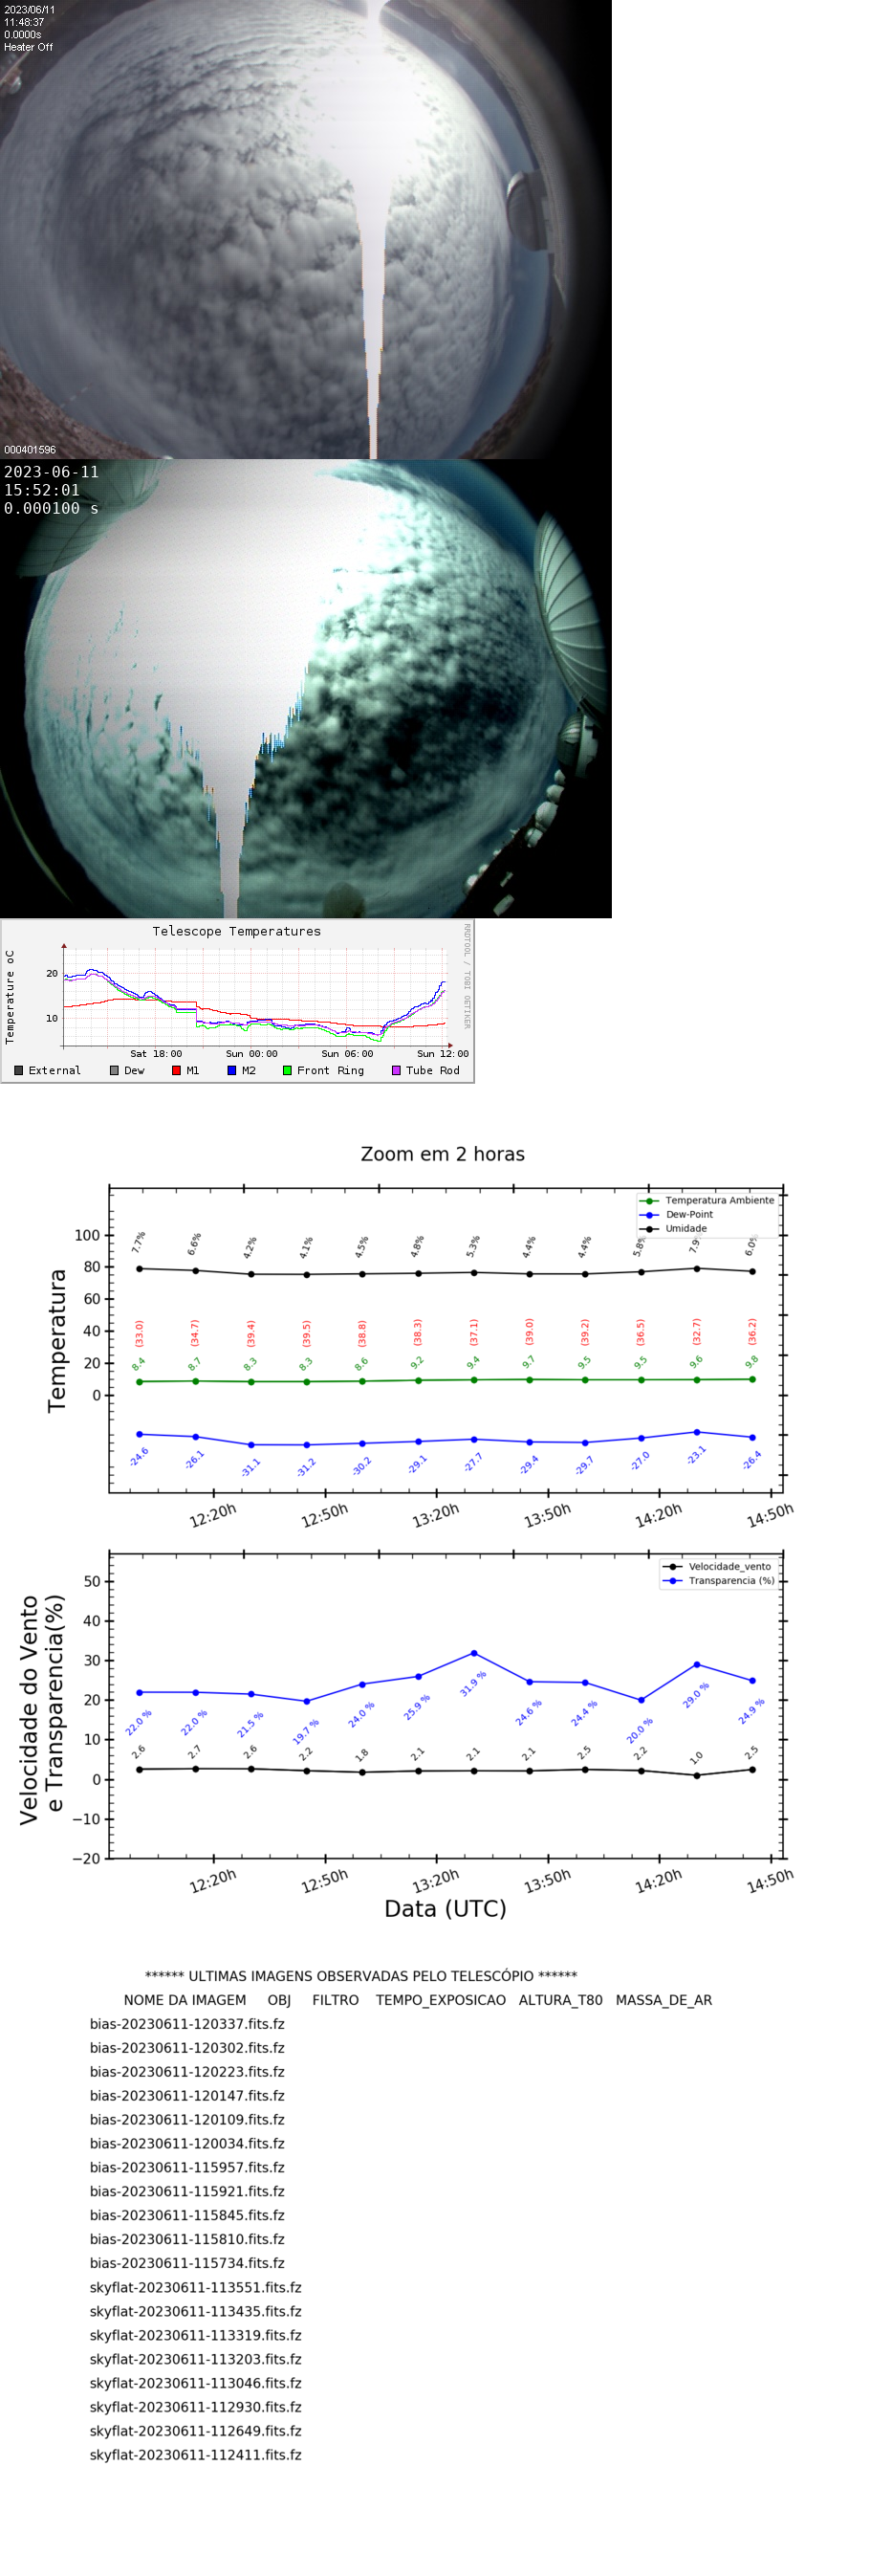 2023/06/11
11:48:37
0.0000s
Heater Off
000401596
2023-06-11
15:52:01
0.000100 s
Telescope Temperatures
RRDTOOL / TOBI OETIKER
Temperature oC
20
10
Sat 18:00 Sun 00:00 Sun 06:00 Sun 12:00
External Dew M1 M2 Front Ring Tube Rod
Zoom em 2 horas
Temperatura
Temperatura Ambiente
Dew-Point
Umidade
100
80
60
40
20
0
7.7% 6.6% 4.2% 4.1% 4.5% 4.8% 5.3% 4.4% 4.4% 5.8% 7.9 6.0%
(33.0) (34.7) (39.4) (39.5) (38.8) (38.3) (37.1) (39.0) (39.2) (36.5) (32.7) (36.2)
8.4 8.7 8.3 8.3 8.6 9.2 9.4 9.7 9.5 9.5 9.6 9.8
-24.6 -26.1 -31.1 -31.2 -30.2 -29.1 -27.7 -29.4 -29.7 -27.0 -23.1 -26.4
12:20h 12:50h 13:20h 13:50h 14:20h 14:50h
Velocidade do Vento
e Transparencia(%)
Velocidade_vento
Transparencia (%)
50
40
30
20
10
0
−10
−20
22.0 % 22.0 % 21.5 % 19.7 % 24.0 % 25.9 % 31.9 % 24.6 % 24.4 % 20.0 % 29.0 % 24.9 %
2.6 2.7 2.6 2.2 1.8 2.1 2.1 2.1 2.5 2.2 1.0 2.5
12:20h 12:50h 13:20h 13:50h 14:20h 14:50h
Data (UTC)
****** ULTIMAS IMAGENS OBSERVADAS PELO TELESCÓPIO ******
NOME DA IMAGEM OBJ FILTRO TEMPO_EXPOSICAO ALTURA_T80 MASSA_DE_AR
bias-20230611-120337.fits.fz
bias-20230611-120302.fits.fz
bias-20230611-120223.fits.fz
bias-20230611-120147.fits.fz
bias-20230611-120109.fits.fz
bias-20230611-120034.fits.fz
bias-20230611-115957.fits.fz
bias-20230611-115921.fits.fz
bias-20230611-115845.fits.fz
bias-20230611-115810.fits.fz
bias-20230611-115734.fits.fz
skyflat-20230611-113551.fits.fz
skyflat-20230611-113435.fits.fz
skyflat-20230611-113319.fits.fz
skyflat-20230611-113203.fits.fz
skyflat-20230611-113046.fits.fz
skyflat-20230611-112930.fits.fz
skyflat-20230611-112649.fits.fz
skyflat-20230611-112411.fits.fz